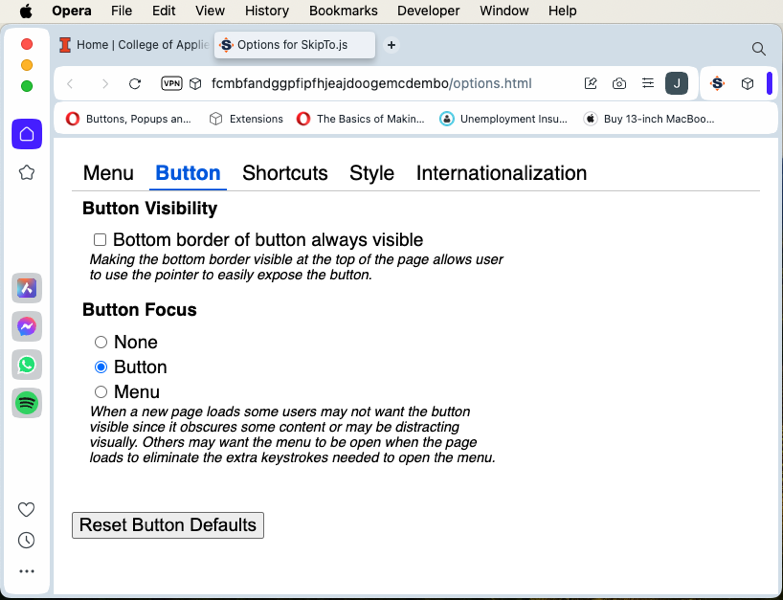 Opera File Edit View History Bookmarks Developer Window Help
Home | College of Applie
Options for SkipTo.js
VPN fcmbfandggpfipfhjeajdoogemcdembo/options.html J
Buttons, Popups an... Extensions The Basics of Makin... Unemployment Insu... Buy 13-inch MacBoo...
Menu Button Shortcuts Style Internationalization
Button Visibility
Bottom border of button always visible
Making the bottom border visible at the top of the page allows user
to use the pointer to easily expose the button.
Button Focus
None
Button
Menu
When a new page loads some users may not want the button
visible since it obscures some content or may be distracting
visually. Others may want the menu to be open when the page
loads to eliminate the extra keystrokes needed to open the menu.
Reset Button Defaults